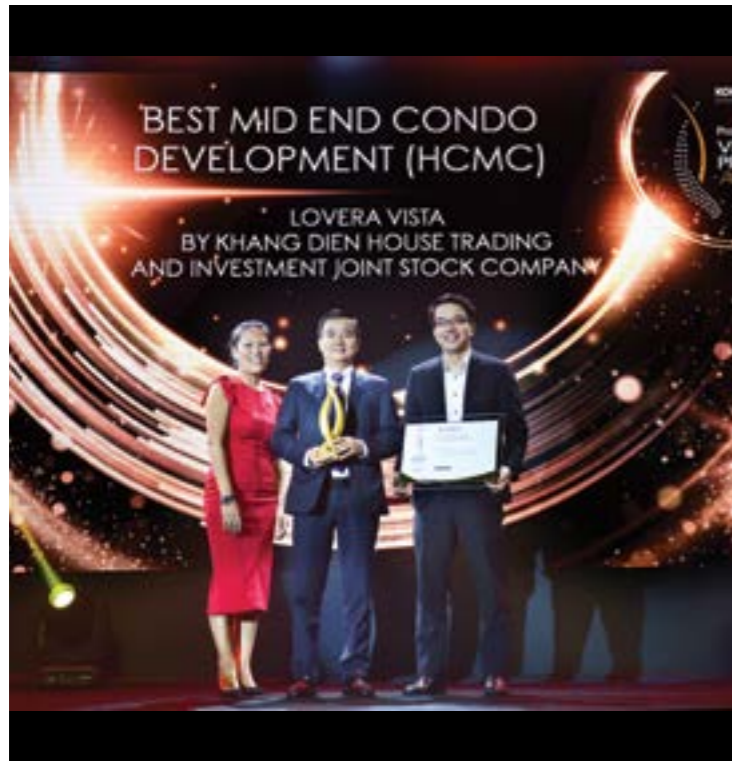 BEST MID END CONDO
DEVELOPMENT (HCMC)
LOVERA VISTA
BY KHANG DIEN HOUSE TRADING
AND INVESTMENT JOINT STOCK COMPANY